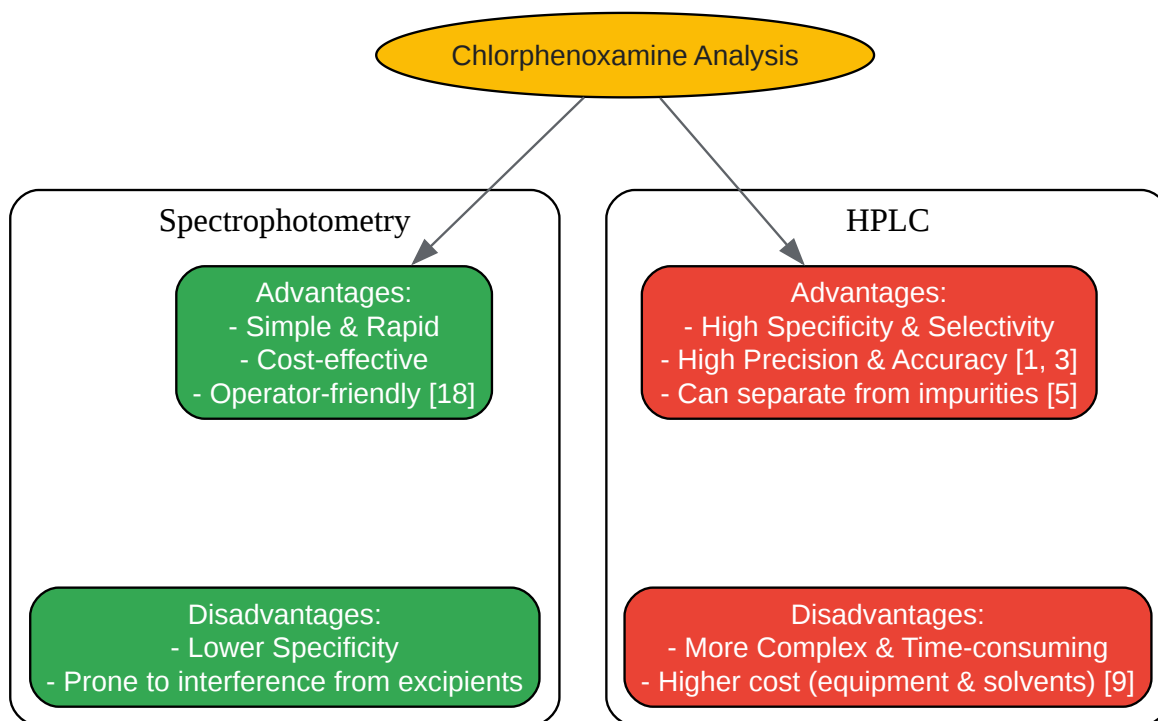 Chlorphenoxamine Analysis
Spectrophotometry
Advantages:
- Simple & Rapid
- Cost-effective
- Operator-friendly [18]
Disadvantages:
- Lower Specificity
- Prone to interference from excipients
HPLC
Advantages:
- High Specificity & Selectivity
- High Precision & Accuracy [1, 3]
- Can separate from impurities [5]
Disadvantages:
- More Complex & Time-consuming
- Higher cost (equipment & solvents) [9]